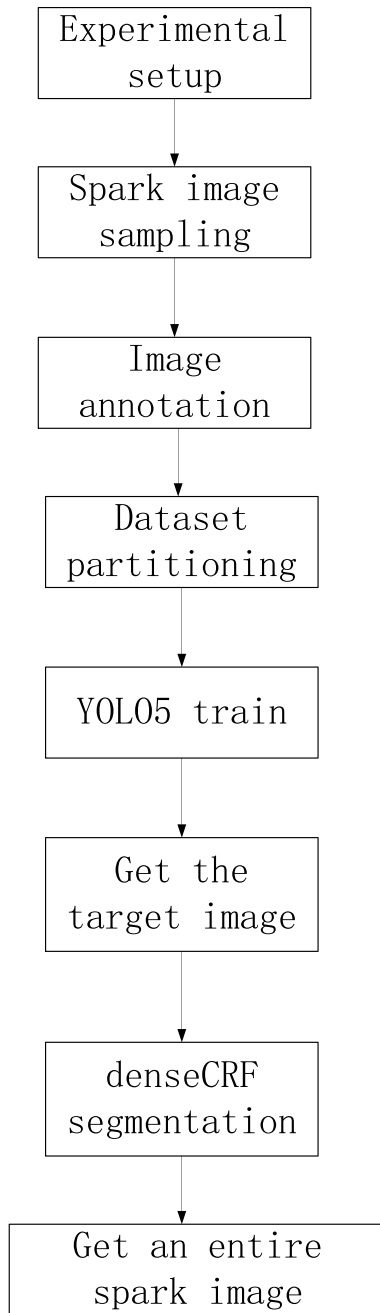 Experimental
setup
Spark image
sampling
Image
annotation
Dataset
partitioning
YOLO5 train
Get the
target image
denseCRF
segmentation
Get an entire
spark image